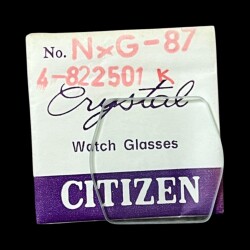 No. NxG-87
4-822501 K
Crystal
Watch Glasses
CITIZEN